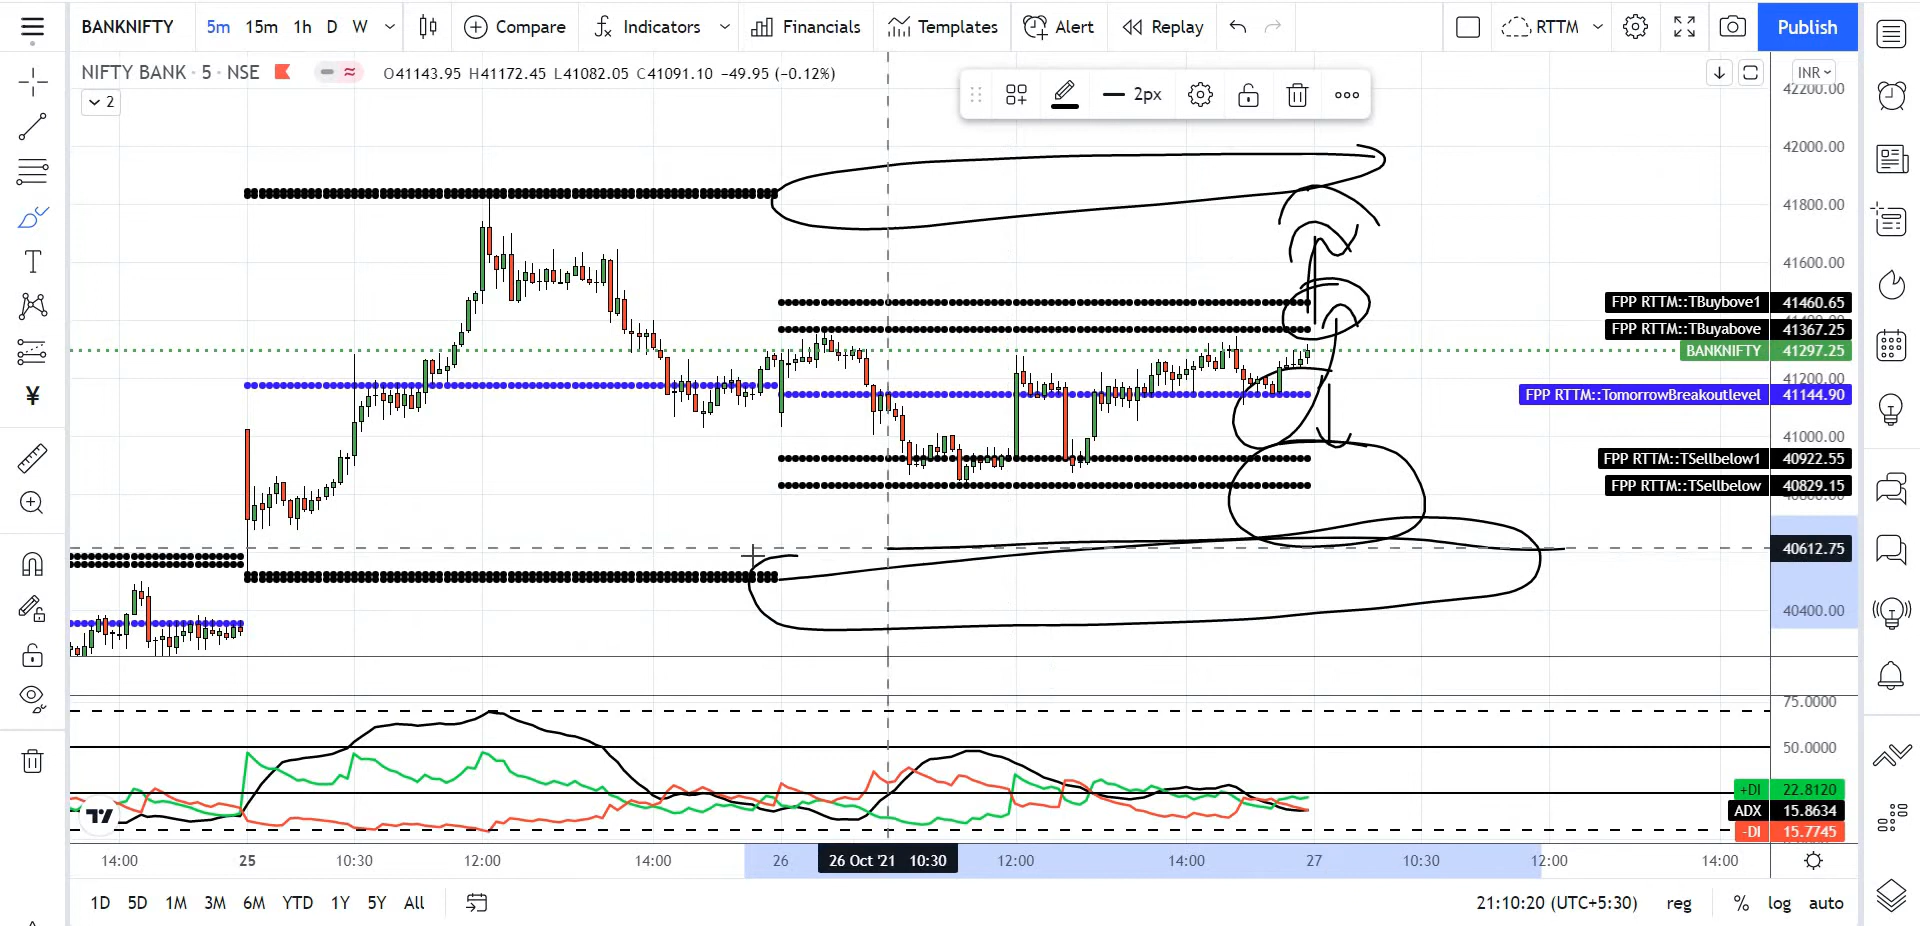 BANKNIFTY 5m 15m 1h D W Compare Indicators Financials Templates Alert Replay RTTM Publish
NIFTY BANK · 5 · NSE O41143.95 H41172.45 L41082.05 C41091.10 −49.95 (−0.12%) INR
2 2px
42200.00
42000.00
41800.00
41600.00
FPP RTTM::TBuybove1 41460.65
FPP RTTM::TBuyabove 41367.25
BANKNIFTY 41297.25
41200.00
FPP RTTM::TomorrowBreakoutlevel 41144.90
41000.00
FPP RTTM::TSellbelow1 40922.55
FPP RTTM::TSellbelow 40829.15
40612.75
40400.00
75.0000
50.0000
+DI 22.8120
ADX 15.8634
-DI 15.7745
14:00 25 10:30 12:00 14:00 26 26 Oct '21 10:30 12:00 14:00 27 10:30 12:00 14:00
1D 5D 1M 3M 6M YTD 1Y 5Y All 21:10:20 (UTC+5:30) reg % log auto